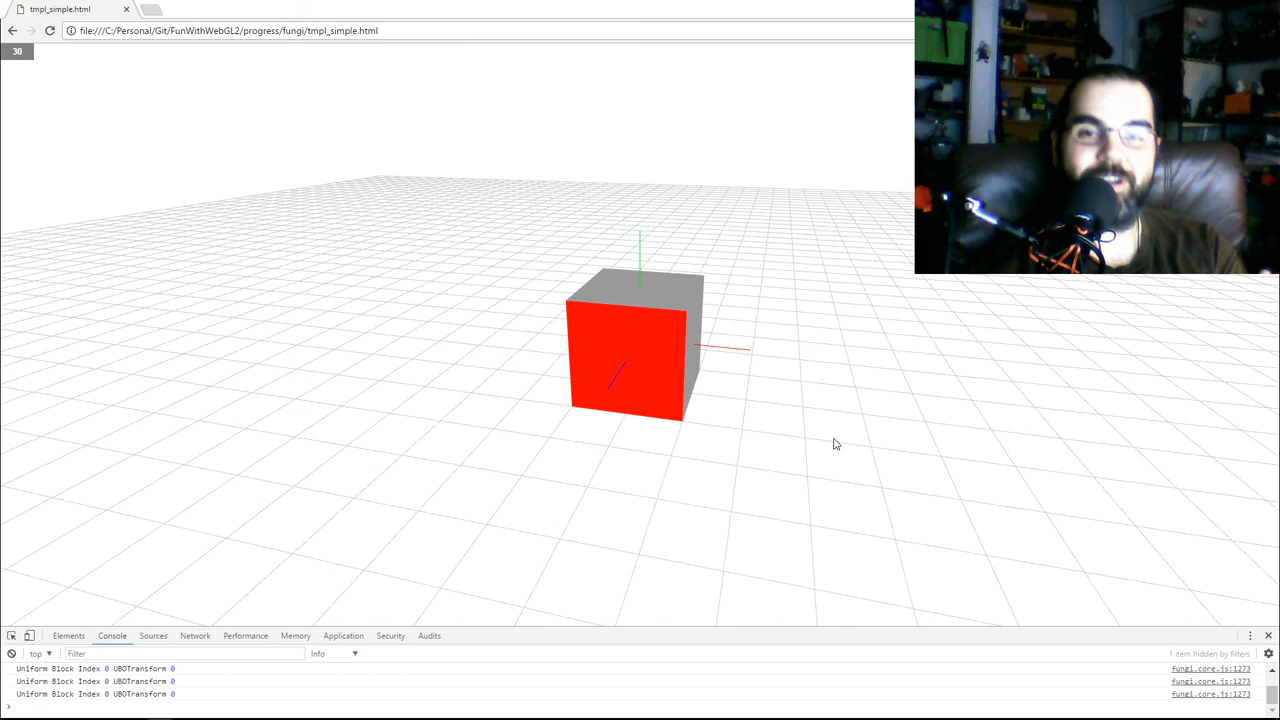 tmpl_simple.html
file:///C:/Personal/Git/FunWithWebGL2/progress/fungi/tmpl_simple.html
30
Elements Console Sources Network Performance Memory Application Security Audits
top Filter Info 1 item hidden by filters
Uniform Block Index 0 UBOTransform 0 fungi.core.js:1273
Uniform Block Index 0 UBOTransform 0 fungi.core.js:1273
Uniform Block Index 0 UBOTransform 0 fungi.core.js:1273